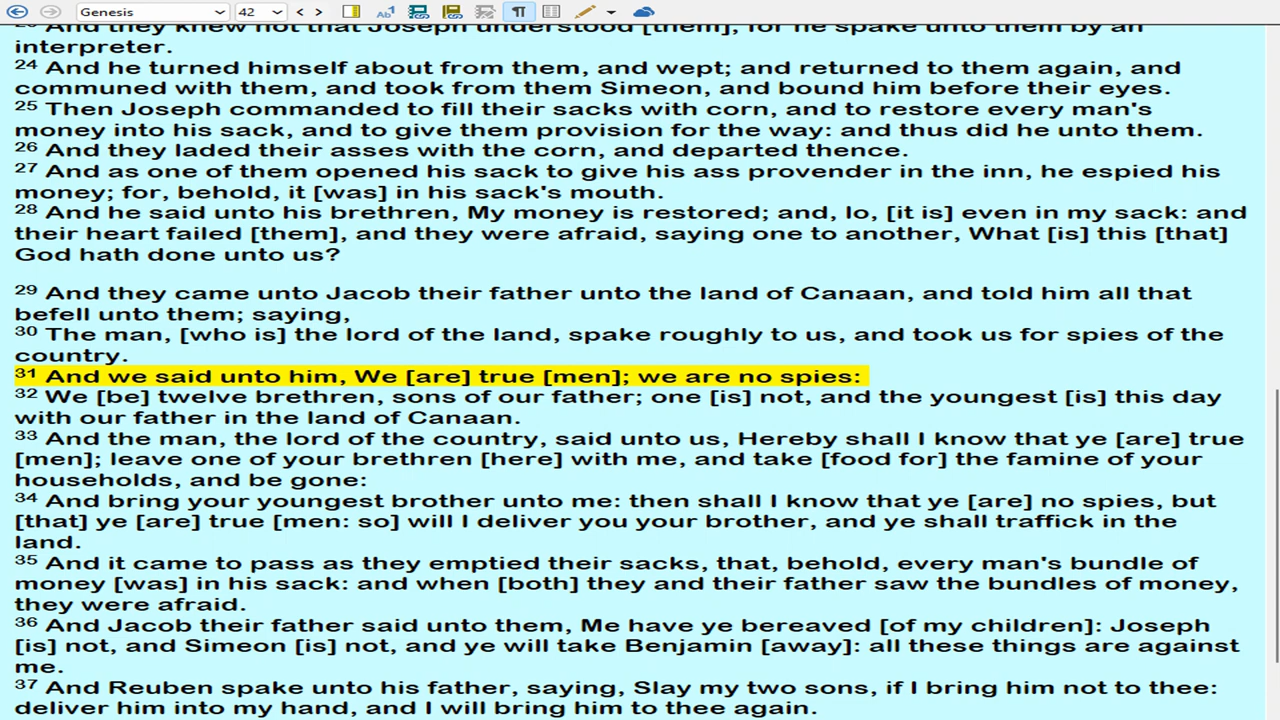 Genesis 42 < >
23 And they knew not that Joseph understood [them]; for he spake unto them by an
interpreter.
24 And he turned himself about from them, and wept; and returned to them again, and
communed with them, and took from them Simeon, and bound him before their eyes.
25 Then Joseph commanded to fill their sacks with corn, and to restore every man's
money into his sack, and to give them provision for the way: and thus did he unto them.
26 And they laded their asses with the corn, and departed thence.
27 And as one of them opened his sack to give his ass provender in the inn, he espied his
money; for, behold, it [was] in his sack's mouth.
28 And he said unto his brethren, My money is restored; and, lo, [it is] even in my sack: and
their heart failed [them], and they were afraid, saying one to another, What [is] this [that]
God hath done unto us?
29 And they came unto Jacob their father unto the land of Canaan, and told him all that
befell unto them; saying,
30 The man, [who is] the lord of the land, spake roughly to us, and took us for spies of the
country.
31 And we said unto him, We [are] true [men]; we are no spies:
32 We [be] twelve brethren, sons of our father; one [is] not, and the youngest [is] this day
with our father in the land of Canaan.
33 And the man, the lord of the country, said unto us, Hereby shall I know that ye [are] true
[men]; leave one of your brethren [here] with me, and take [food for] the famine of your
households, and be gone:
34 And bring your youngest brother unto me: then shall I know that ye [are] no spies, but
[that] ye [are] true [men: so] will I deliver you your brother, and ye shall traffick in the
land.
35 And it came to pass as they emptied their sacks, that, behold, every man's bundle of
money [was] in his sack: and when [both] they and their father saw the bundles of money,
they were afraid.
36 And Jacob their father said unto them, Me have ye bereaved [of my children]: Joseph
[is] not, and Simeon [is] not, and ye will take Benjamin [away]: all these things are against
me.
37 And Reuben spake unto his father, saying, Slay my two sons, if I bring him not to thee:
deliver him into my hand, and I will bring him to thee again.